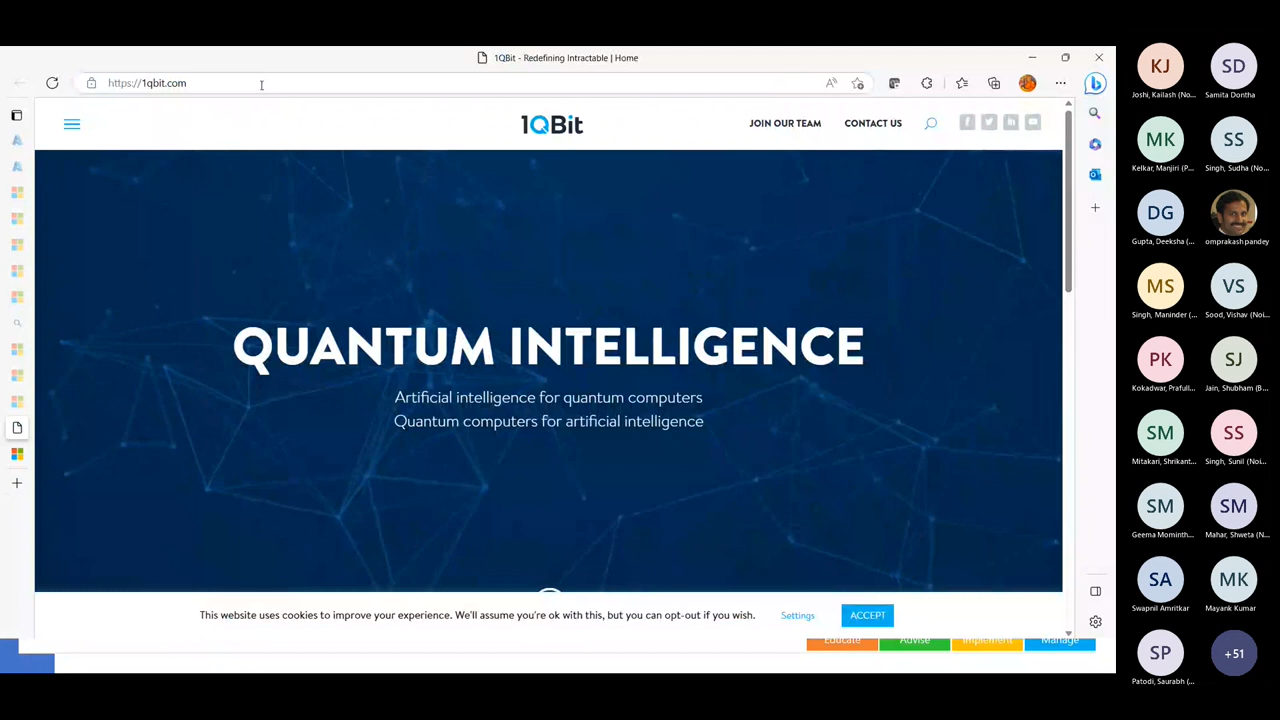 1QBit - Redefining Intractable | Home
https://1qbit.com
1QBit
JOIN OUR TEAM
CONTACT US
QUANTUM INTELLIGENCE
Artificial intelligence for quantum computers
Quantum computers for artificial intelligence
This website uses cookies to improve your experience. We'll assume you're ok with this, but you can opt-out if you wish.
Settings
ACCEPT
Educate
Advise
Implement
Manage
KJ
Joshi, Kailash (No...
SD
Samita Dontha
MK
Kelkar, Manjiri (P...
SS
Singh, Sudha (No...
DG
Gupta, Deeksha (...
omprakash pandey
MS
Singh, Maninder (...
VS
Sood, Vishav (Noi...
PK
Kokadwar, Prafull...
SJ
Jain, Shubham (B...
SM
Mitakari, Shrikant...
SS
Singh, Sunil (Noi...
SM
Geema Mominth...
SM
Mahar, Shweta (N...
SA
Swapnil Amritkar
MK
Mayank Kumar
SP
Patodi, Saurabh (...
+51